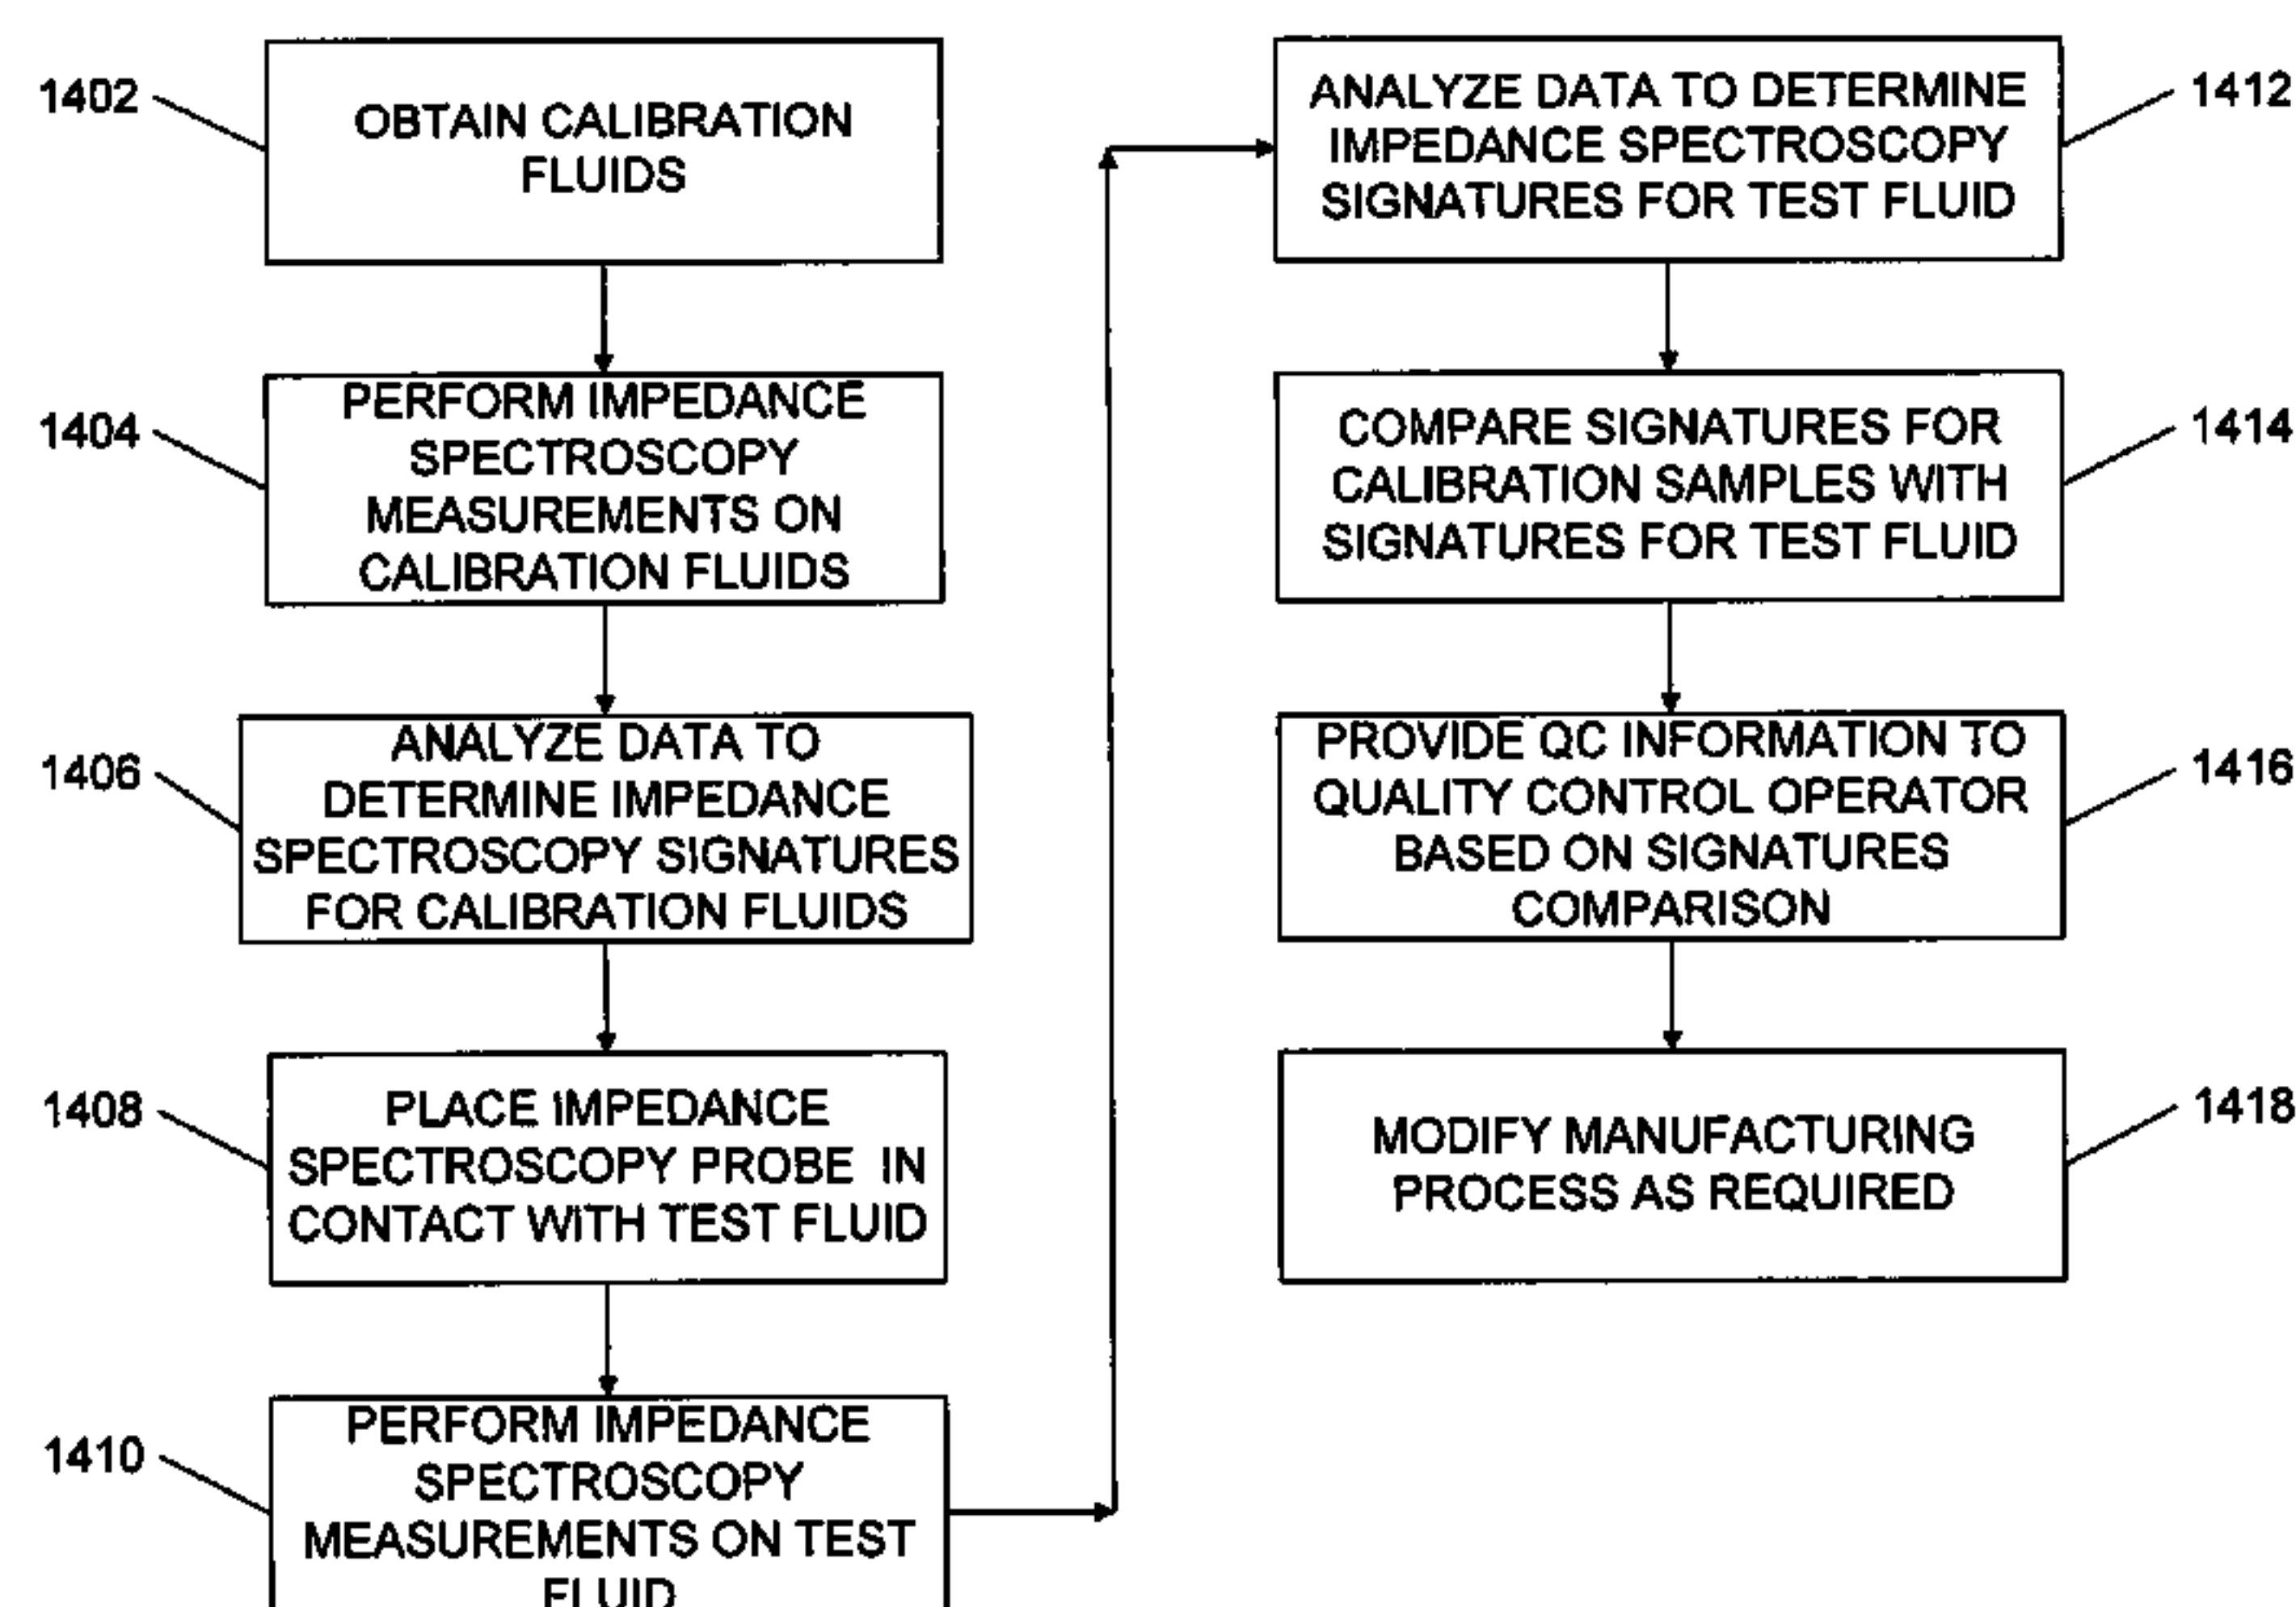 1402
OBTAIN CALIBRATION
FLUIDS
1404
PERFORM IMPEDANCE
SPECTROSCOPY
MEASUREMENTS ON
CALIBRATION FLUIDS
1406
ANALYZE DATA TO
DETERMINE IMPEDANCE
SPECTROSCOPY SIGNATURES
FOR CALIBRATION FLUIDS
1408
PLACE IMPEDANCE
SPECTROSCOPY PROBE IN
CONTACT WITH TEST FLUID
1410
PERFORM IMPEDANCE
SPECTROSCOPY
MEASUREMENTS ON TEST
FLUID
ANALYZE DATA TO DETERMINE
IMPEDANCE SPECTROSCOPY
SIGNATURES FOR TEST FLUID
1412
COMPARE SIGNATURES FOR
CALIBRATION SAMPLES WITH
SIGNATURES FOR TEST FLUID
1414
PROVIDE QC INFORMATION TO
QUALITY CONTROL OPERATOR
BASED ON SIGNATURES
COMPARISON
1416
MODIFY MANUFACTURING
PROCESS AS REQUIRED
1418